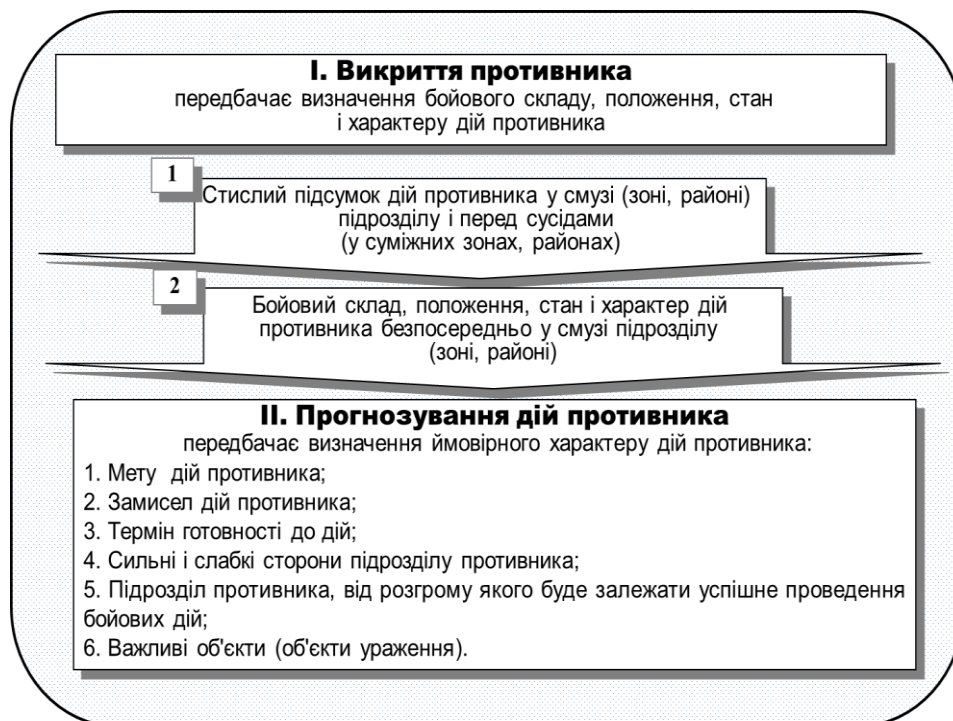 I. Викриття противника
передбачає визначення бойового складу, положення, стан
і характеру дій противника
1
Стислий підсумок дій противника у смузі (зоні, районі)
підрозділу і перед сусідами
(у суміжних зонах, районах)
2
Бойовий склад, положення, стан і характер дій
противника безпосередньо у смузі підрозділу
(зоні, районі)
II. Прогнозування дій противника
передбачає визначення ймовірного характеру дій противника:
1. Мету дій противника;
2. Замисел дій противника;
3. Термін готовності до дій;
4. Сильні і слабкі сторони підрозділу противника;
5. Підрозділ противника, від розгрому якого буде залежати успішне проведення
бойових дій;
6. Важливі об'єкти (об'єкти ураження).